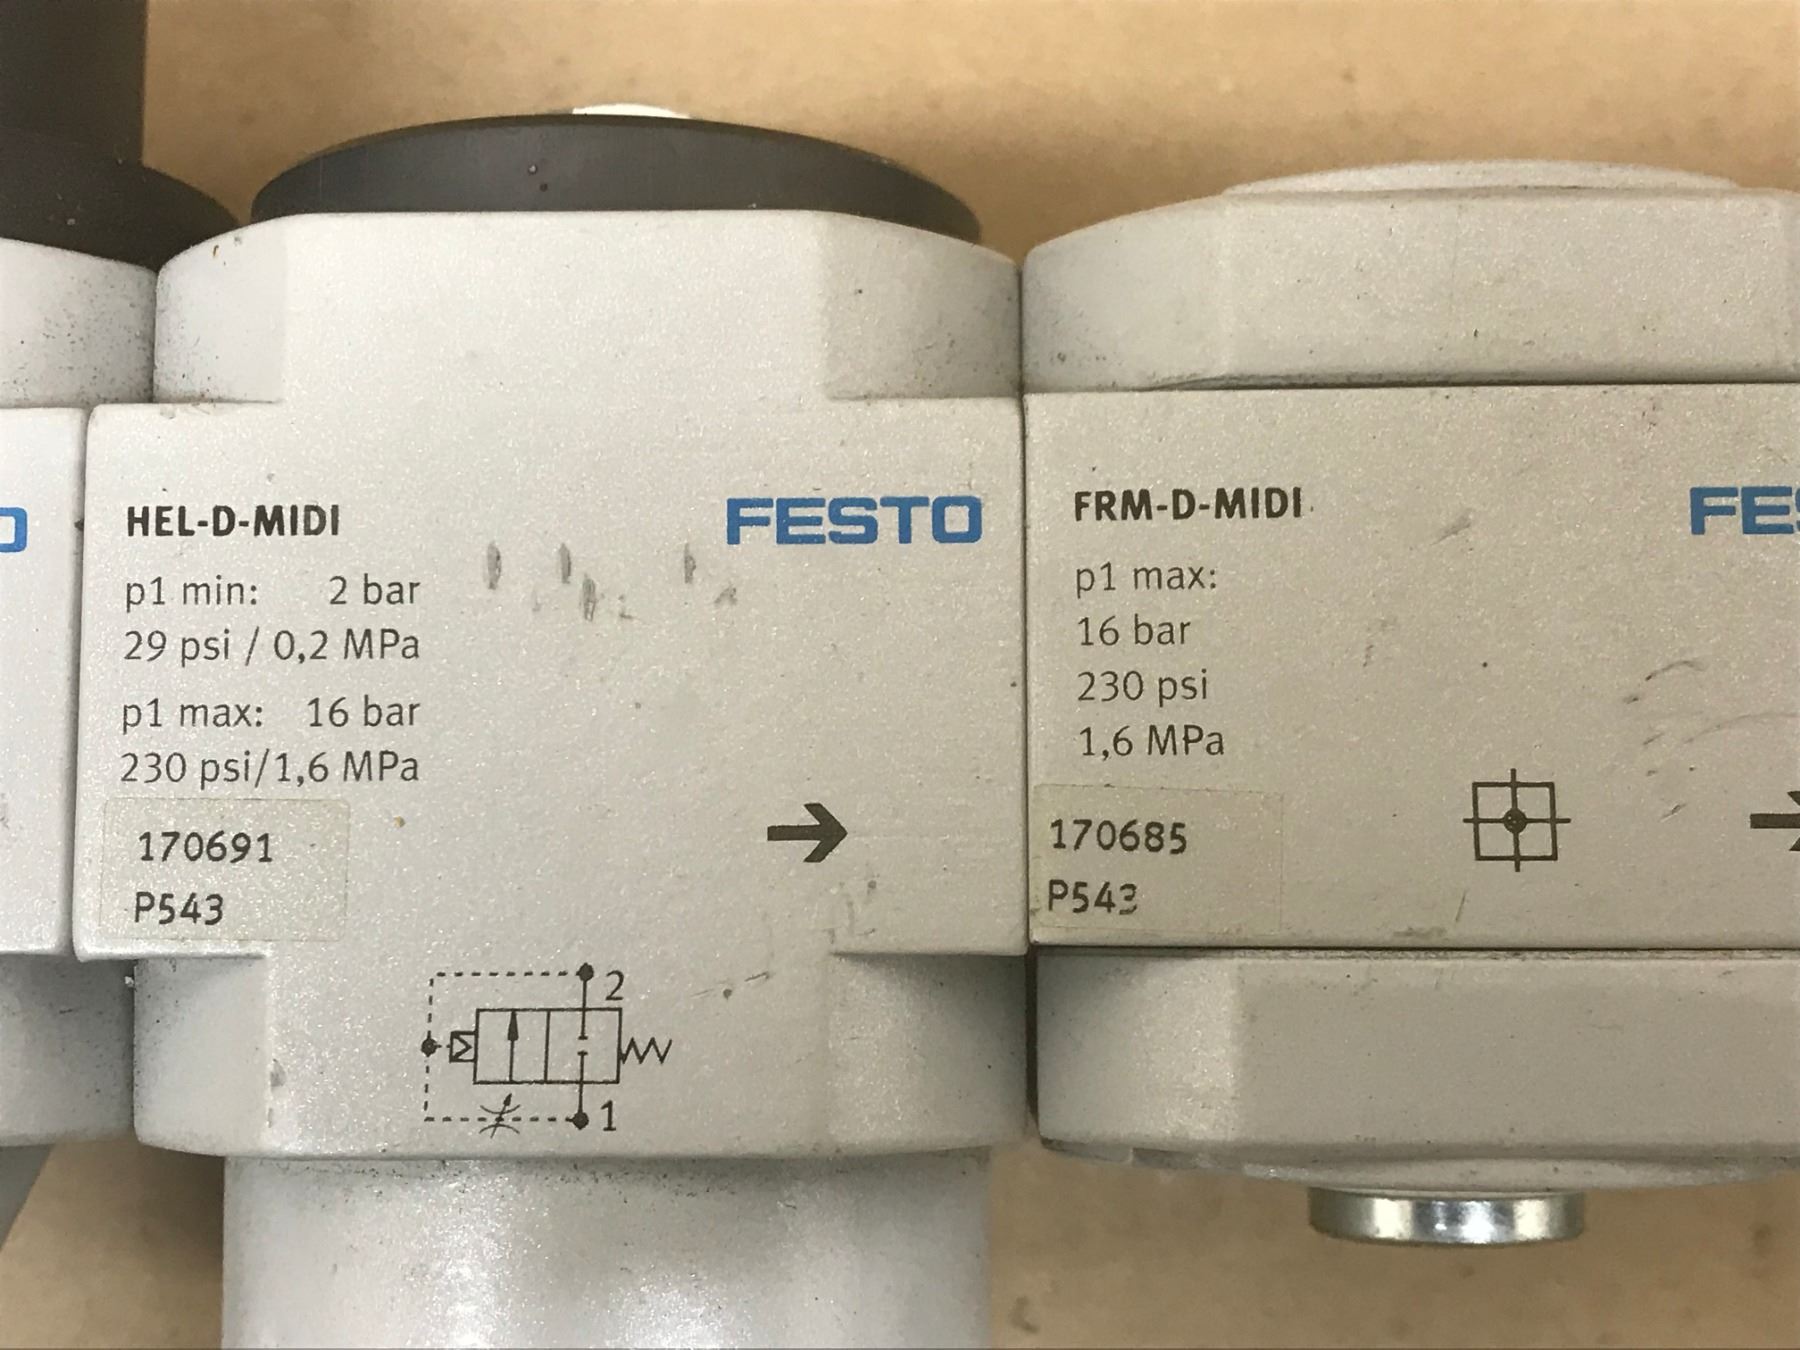 HEL-D-MIDI
FESTO
p1 min: 2 bar
29 psi / 0,2 MPa
p1 max: 16 bar
230 psi/1,6 MPa
170691
P543
2
1
FRM-D-MIDI
FES
p1 max:
16 bar
230 psi
1,6 MPa
170685
P543